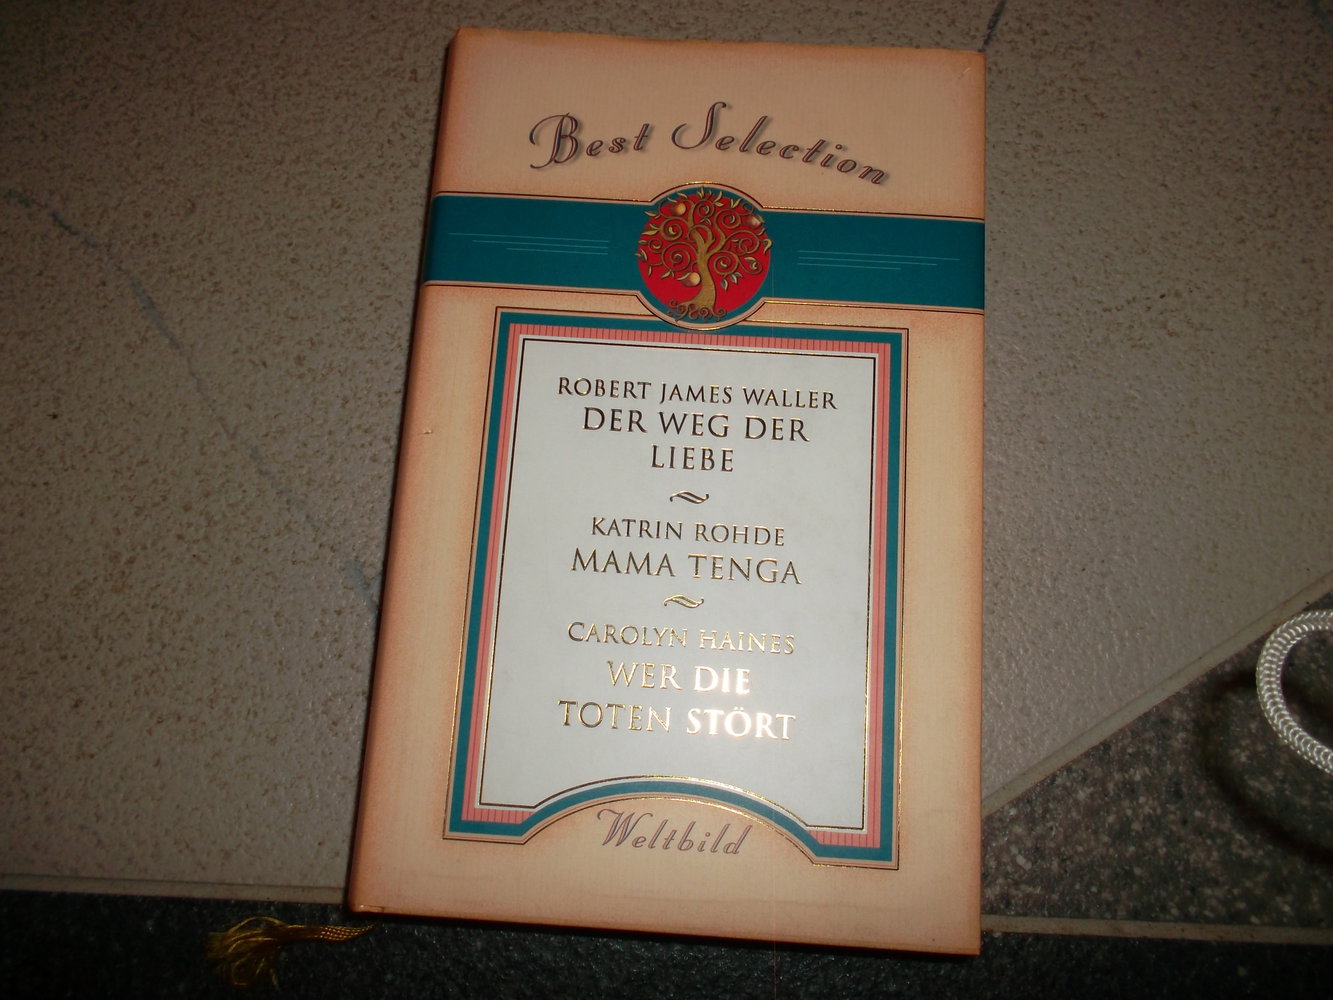 Best Selection
ROBERT JAMES WALLER
DER WEG DER
LIEBE
KATRIN ROHDE
MAMA TENGA
CAROLYN HAINES
WER DIE
TOTEN STÖRT
Weltbild